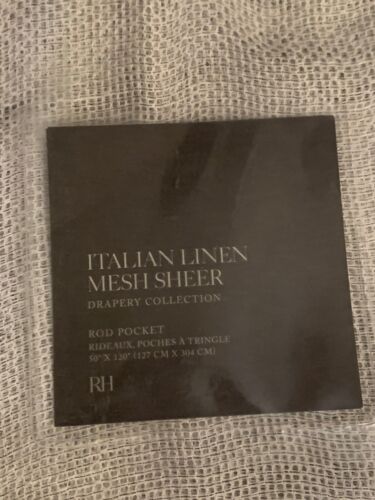 ITALIAN LINEN
MESH SHEER
DRAPERY COLLECTION
ROD POCKET
RIDEAUX, POCHES À TRINGLE
50" X 120" (127 CM X 304 CM)
RH